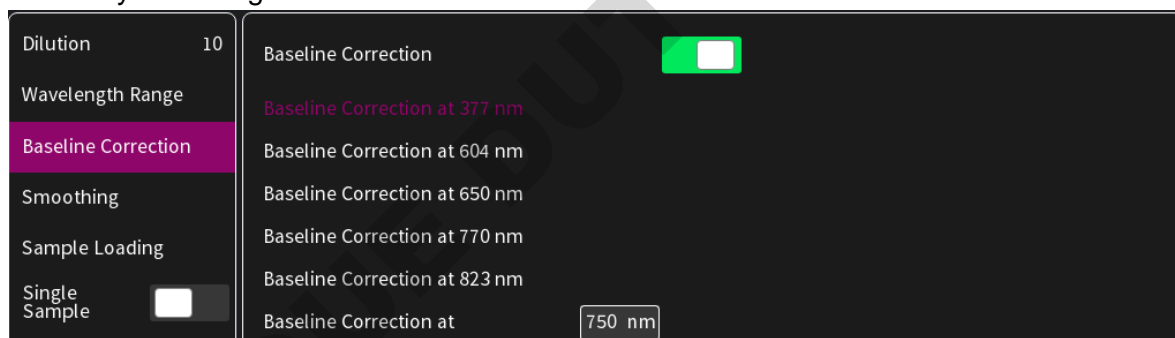 Dilution 10
Wavelength Range
Baseline Correction
Smoothing
Sample Loading
Single
Sample
Baseline Correction
Baseline Correction at 377 nm
Baseline Correction at 604 nm
Baseline Correction at 650 nm
Baseline Correction at 770 nm
Baseline Correction at 823 nm
Baseline Correction at 750 nm